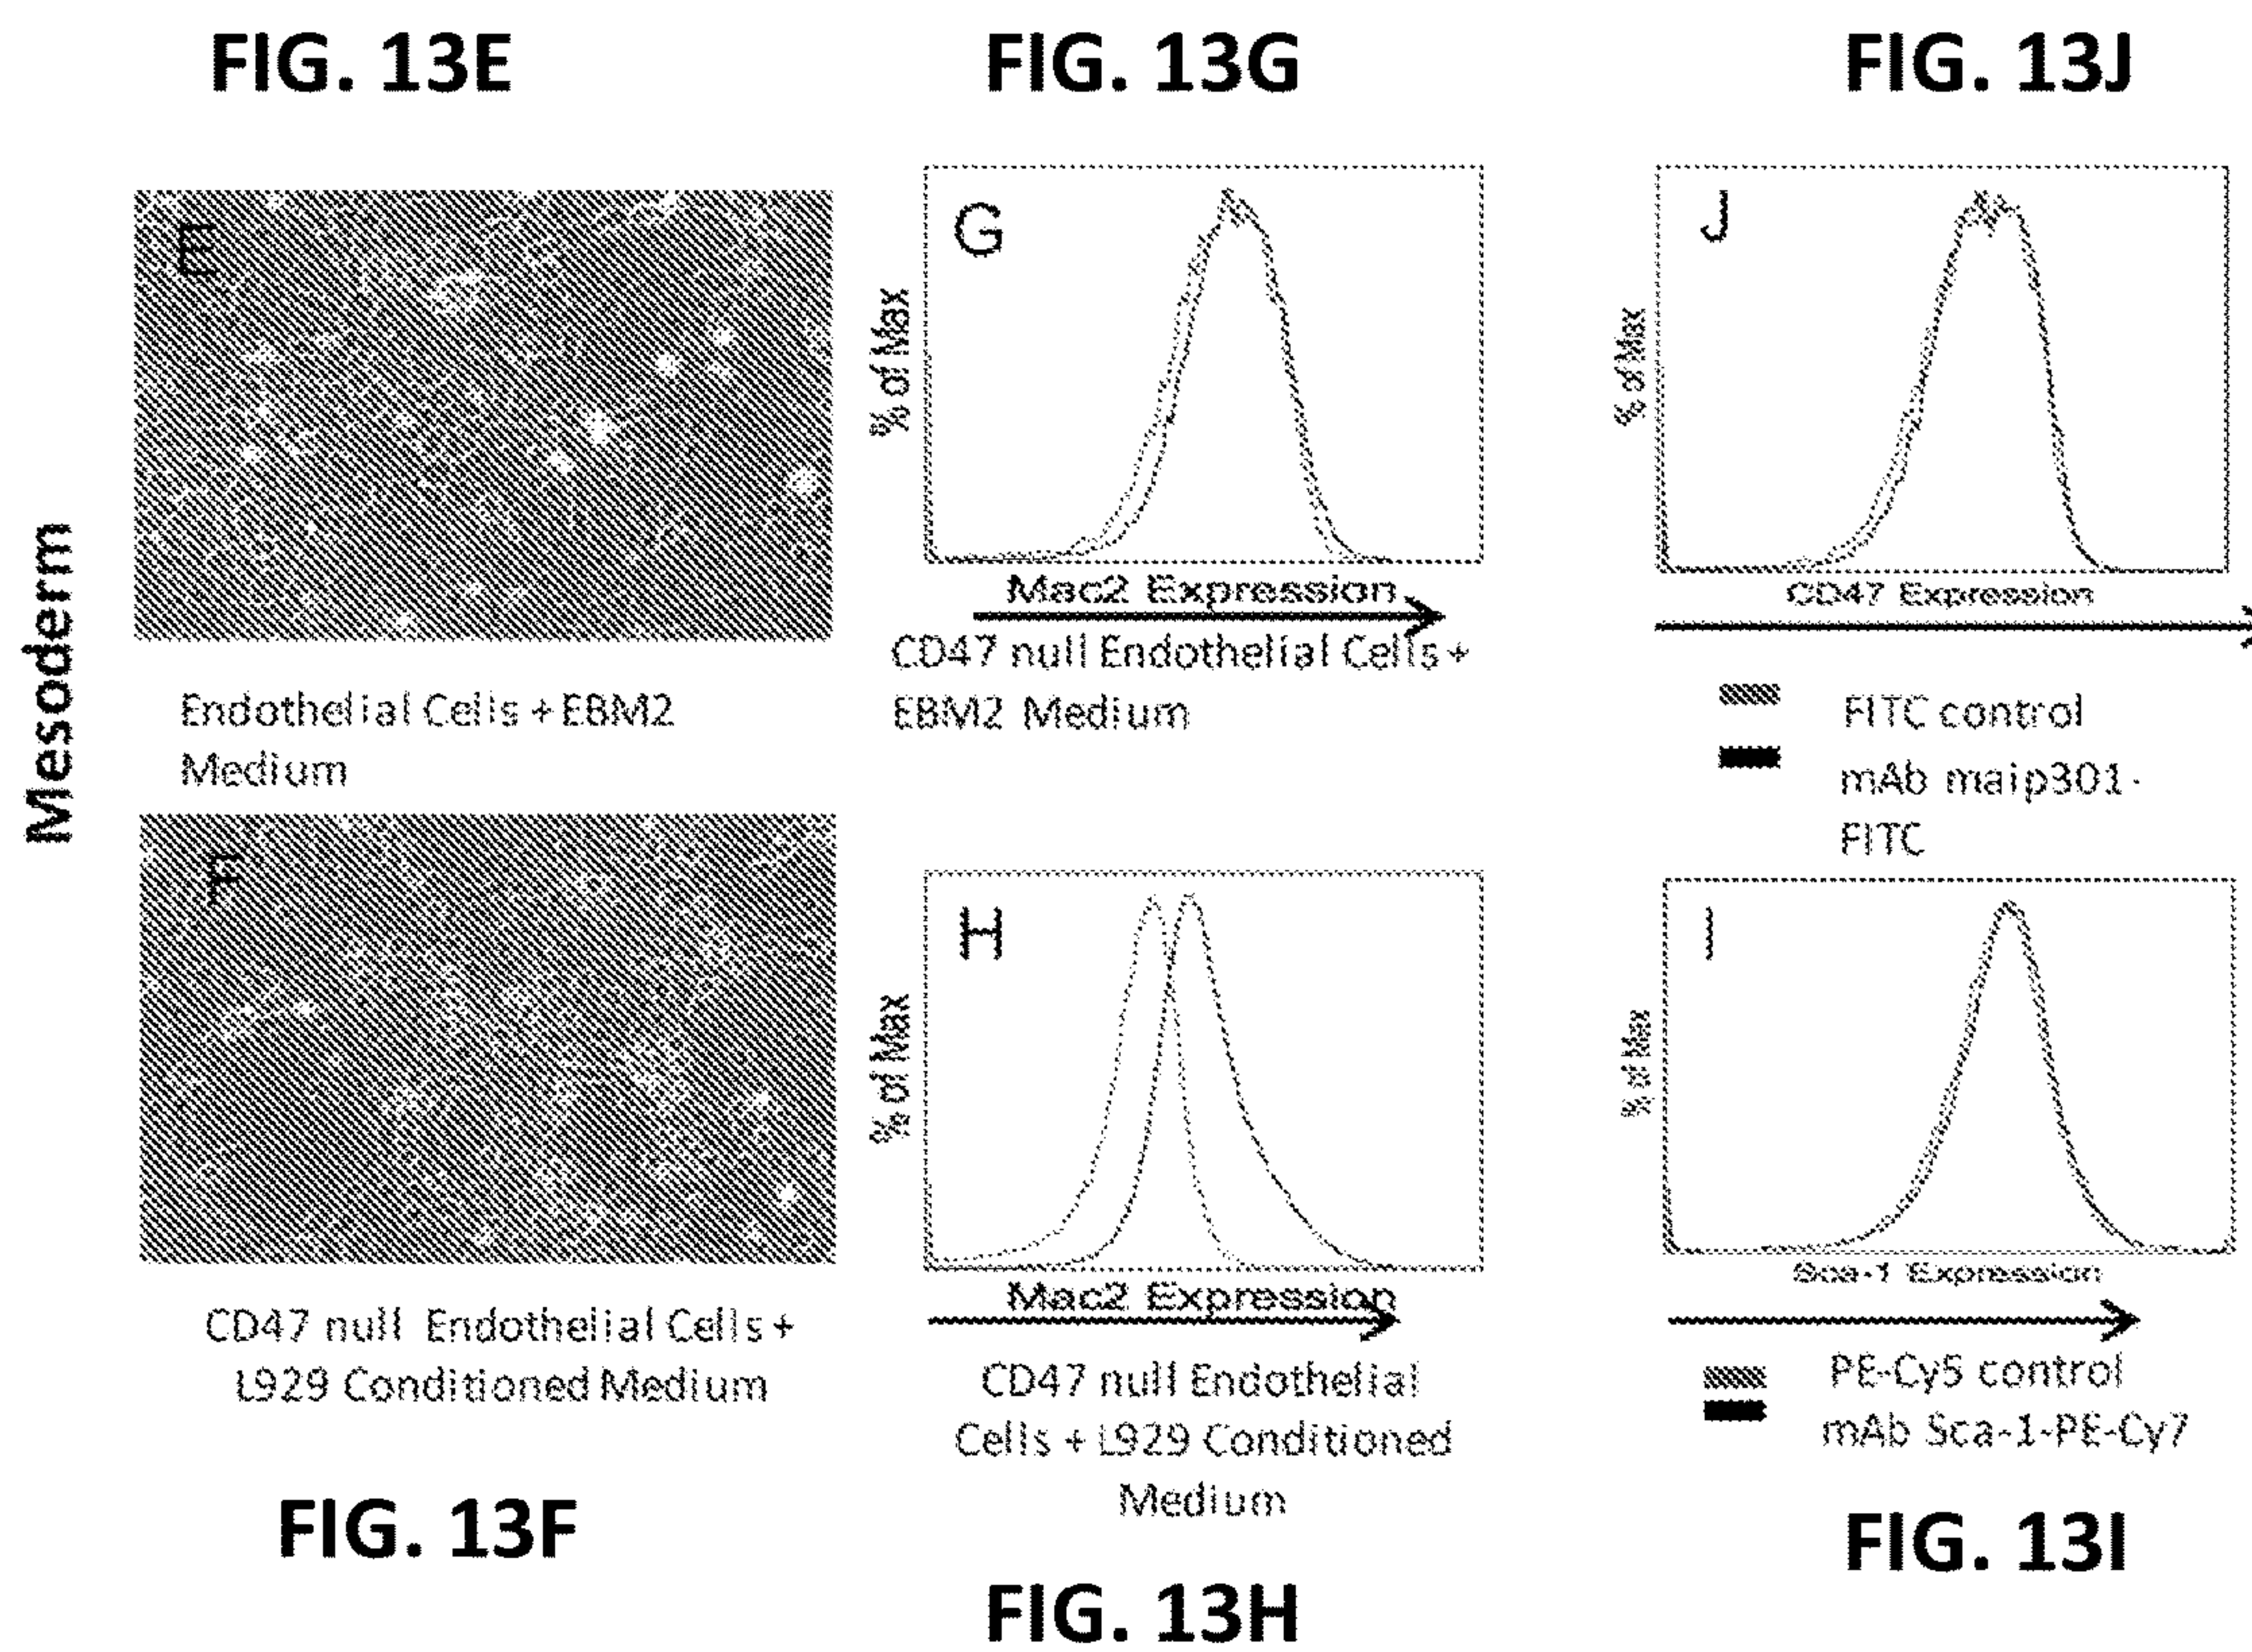 FIG. 13E
FIG. 13G
FIG. 13J
Mesoderm
E
Endothelial Cells + EBM2
Medium
F
CD47 null Endothelial Cells +
L929 Conditioned Medium
FIG. 13F
G
% of Max
Mac2 Expression
CD47 null Endothelial Cells +
EBM2 Medium
H
% of Max
Mac2 Expression
CD47 null Endothelial
Cells + L929 Conditioned
Medium
FIG. 13H
J
% of Max
CD47 Expression
FITC control
mAb maip301-
FITC
I
% of Max
Sca-1 Expression
PE-Cy5 control
mAb Sca-1-PE-Cy7
FIG. 13I